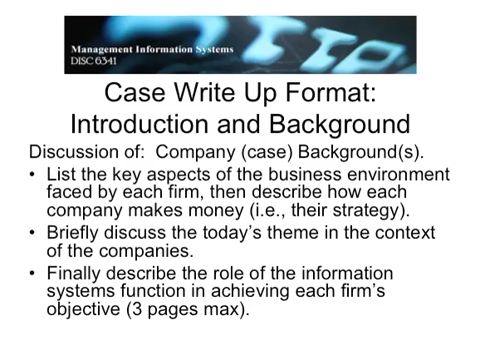 Management Information Systems
DISC 6341
Case Write Up Format:
Introduction and Background
Discussion of:  Company (case) Background(s).
• List the key aspects of the business environment
faced by each firm, then describe how each
company makes money (i.e., their strategy).
• Briefly discuss the today's theme in the context
of the companies.
• Finally describe the role of the information
systems function in achieving each firm's
objective (3 pages max).